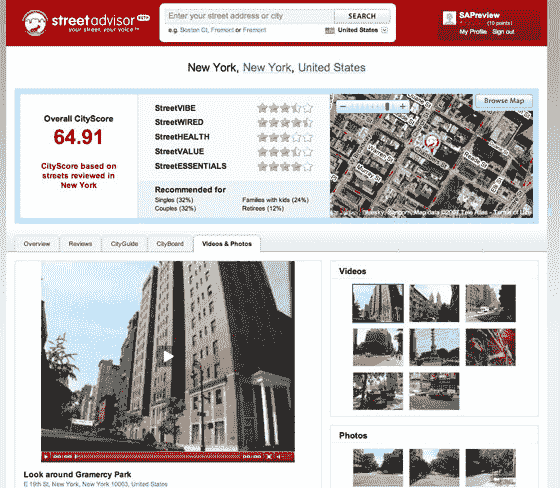 streetadvisor BETA
your street, your voice™
Enter your street address or city
SEARCH
e.g. Boston Ct, Fremont or Fremont
United States
SAPreview
(10 points)
My Profile Sign out
New York, New York, United States
Overall CityScore
64.91
CityScore based on
streets reviewed in
New York
StreetVIBE
StreetWIRED
StreetHEALTH
StreetVALUE
StreetESSENTIALS
Recommended for
Singles (32%) Families with kids (24%)
Couples (32%) Retirees (12%)
Browse Map
Overview Reviews CityGuide CityBoard Videos & Photos
Videos
Photos
00:00 00:00
Look around Gramercy Park
E 19th St, New York, New York 10003, United States